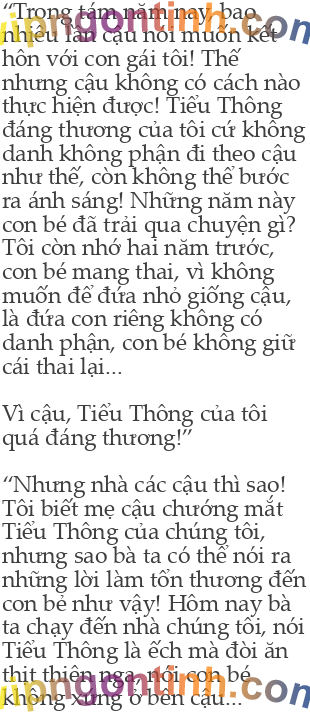 “Trong tám năm nay, bao
nhiêu lần cậu nói muốn kết
hôn với con gái tôi! Thế
nhưng cậu không có cách nào
thực hiện được! Tiểu Thông
đáng thương của tôi cứ không
danh không phận đi theo cậu
như thế, còn không thể bước
ra ánh sáng! Những năm này
con bé đã trải qua chuyện gì?
Tôi còn nhớ hai năm trước,
con bé mang thai, vì không
muốn để đứa nhỏ giống cậu,
là đứa con riêng không có
danh phận, con bé không giữ
cái thai lại...
Vì cậu, Tiểu Thông của tôi
quá đáng thương!”
“Nhưng nhà các cậu thì sao!
Tôi biết mẹ cậu chướng mắt
Tiểu Thông của chúng tôi,
nhưng sao bà ta có thể nói ra
những lời làm tổn thương đến
con bé như vậy! Hôm nay bà
ta chạy đến nhà chúng tôi, nói
Tiểu Thông là ếch mà đòi ăn
thịt thiên nga, nói con bé
không xứng ở bên cậu...
vipngontinh.com
vipngontinh.com